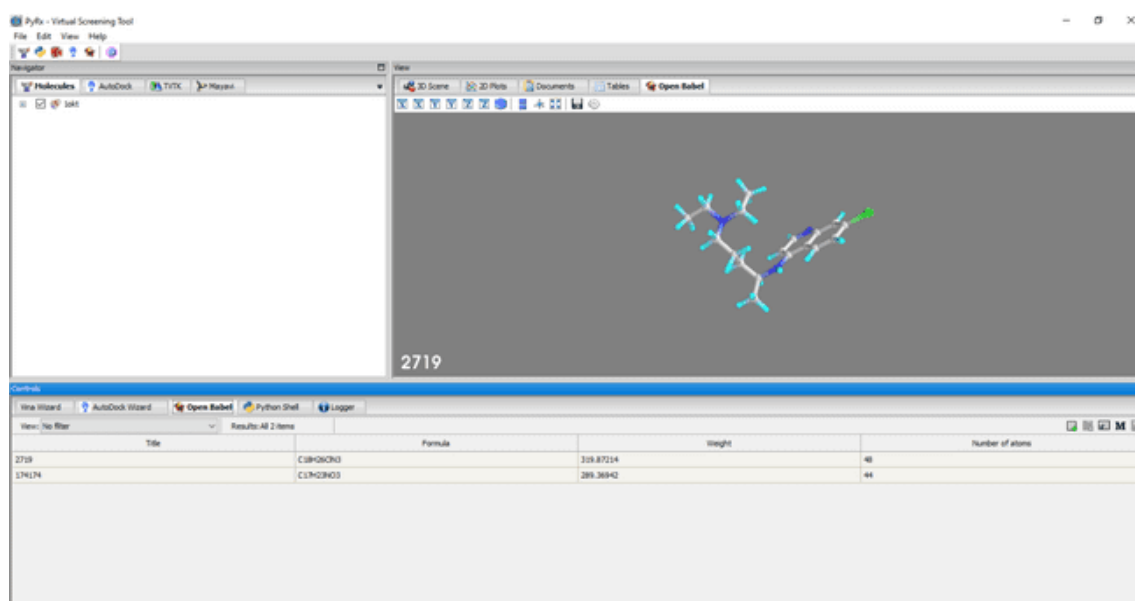 PyRx - Virtual Screening Tool
File Edit View Help
Navigator
View
Molecules AutoDock TVTK Mayavi
3D Scene 2D Plots Documents Tables Open Babel
1okt
2719
Controls
Vina Wizard AutoDock Wizard Open Babel Python Shell Logger
View: No filter Results: All 2 items
Title Formula Weight Number of atoms
2719 C18H26ClN3 319.87214 48
174174 C17H23NO3 289.36942 44